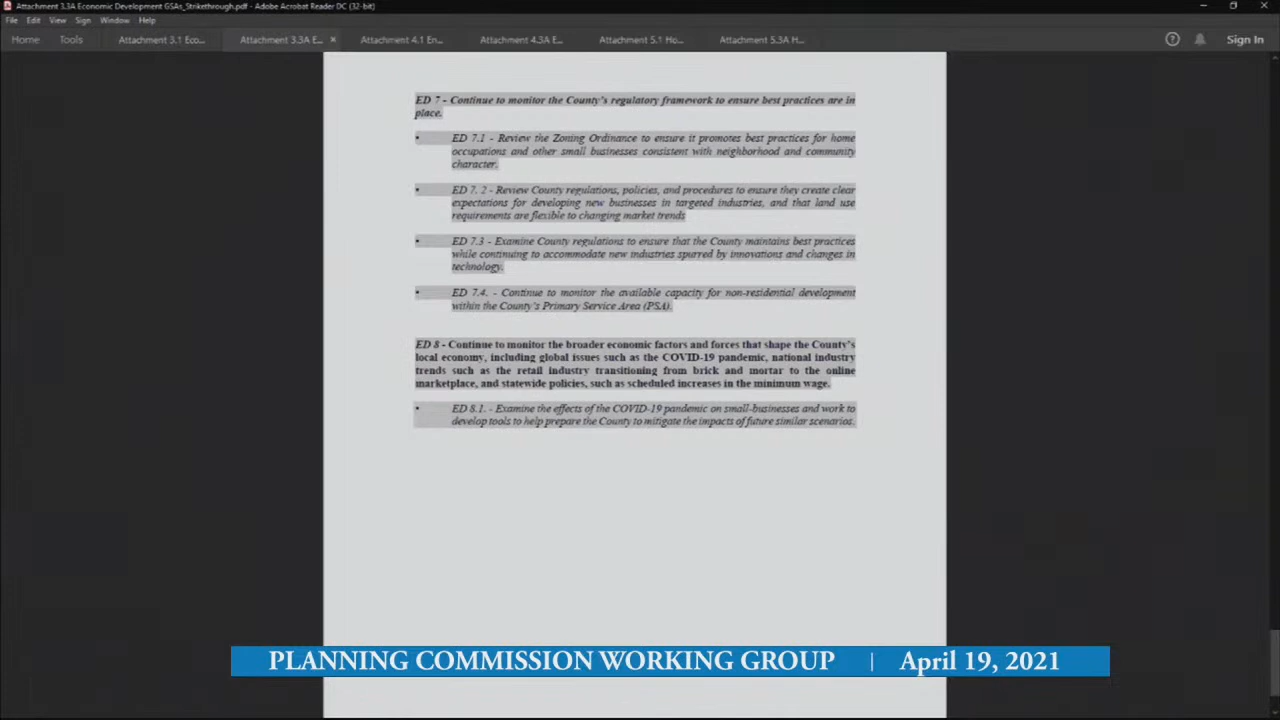 Attachment 3.3A Economic Development GSAs_Strikethrough.pdf - Adobe Acrobat Reader DC (32-bit)
File Edit View Sign Window Help
Home Tools Attachment 3.1 Eco... Attachment 3.3A E... × Attachment 4.1 En... Attachment 4.3A E... Attachment 5.1 Ho... Attachment 5.3A H... Sign In
ED 7 - Continue to monitor the County's regulatory framework to ensure best practices are in
place.
• ED 7.1 - Review the Zoning Ordinance to ensure it promotes best practices for home
occupations and other small businesses consistent with neighborhood and community
character.
• ED 7. 2 - Review County regulations, policies, and procedures to ensure they create clear
expectations for developing new businesses in targeted industries, and that land use
requirements are flexible to changing market trends
• ED 7.3 - Examine County regulations to ensure that the County maintains best practices
while continuing to accommodate new industries spurred by innovations and changes in
technology.
• ED 7.4. - Continue to monitor the available capacity for non-residential development
within the County's Primary Service Area (PSA).
ED 8 - Continue to monitor the broader economic factors and forces that shape the County's
local economy, including global issues such as the COVID-19 pandemic, national industry
trends such as the retail industry transitioning from brick and mortar to the online
marketplace, and statewide policies, such as scheduled increases in the minimum wage.
• ED 8.1. - Examine the effects of the COVID-19 pandemic on small-businesses and work to
develop tools to help prepare the County to mitigate the impacts of future similar scenarios.
PLANNING COMMISSION WORKING GROUP | April 19, 2021